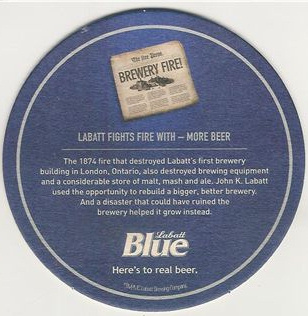 The Free Press
BREWERY FIRE!
LABATT FIGHTS FIRE WITH – MORE BEER
The 1874 fire that destroyed Labatt's first brewery
building in London, Ontario, also destroyed brewing equipment
and a considerable store of malt, mash and ale. John K. Labatt
used the opportunity to rebuild a bigger, better brewery.
And a disaster that could have ruined the
brewery helped it grow instead.
Labatt
Blue
Here's to real beer.
Labatt Brewing Company